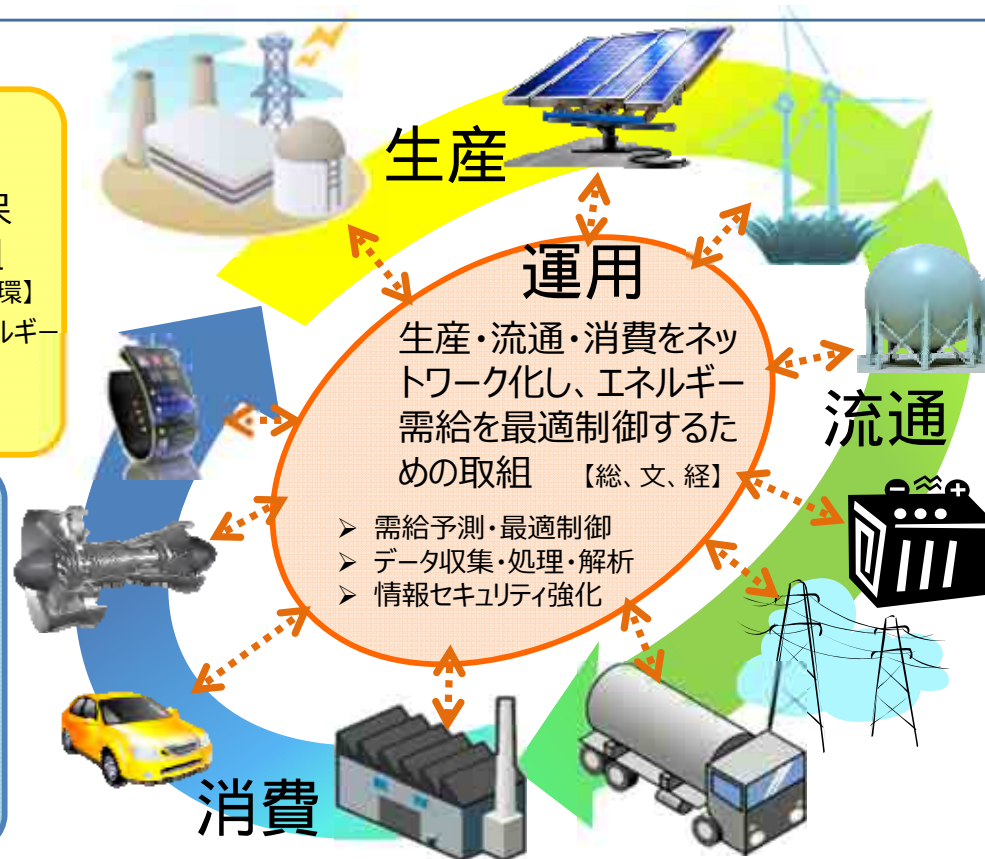 生産
環】
ルギー
運用
生産・流通・消費をネッ
トワーク化し、エネルギー
需給を最適制御するた
めの取組 【総、文、経】
➢ 需給予測・最適制御
➢ データ収集・処理・解析
➢ 情報セキュリティ強化
流通
消費